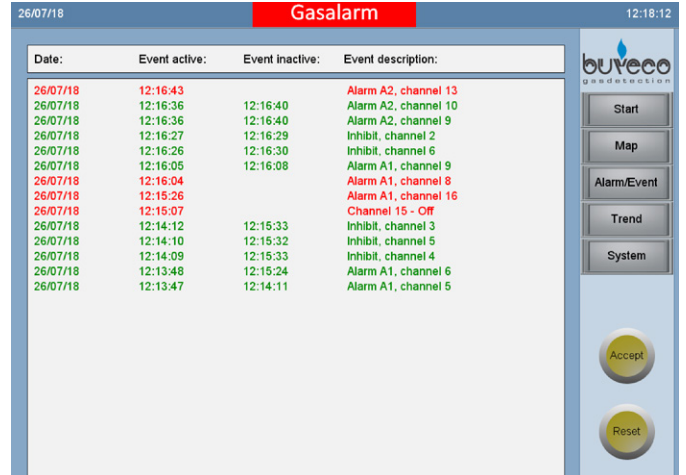 26/07/18 Gasalarm 12:18:12
Date: Event active: Event inactive: Event description:
26/07/18 12:16:43 Alarm A2, channel 13
26/07/18 12:16:36 12:16:40 Alarm A2, channel 10
26/07/18 12:16:36 12:16:40 Alarm A2, channel 9
26/07/18 12:16:27 12:16:29 Inhibit, channel 2
26/07/18 12:16:26 12:16:30 Inhibit, channel 6
26/07/18 12:16:05 12:16:08 Alarm A1, channel 9
26/07/18 12:16:04 Alarm A1, channel 8
26/07/18 12:15:26 Alarm A1, channel 16
26/07/18 12:15:07 Channel 15 - Off
26/07/18 12:14:12 12:15:33 Inhibit, channel 3
26/07/18 12:14:10 12:15:32 Inhibit, channel 5
26/07/18 12:14:09 12:15:33 Inhibit, channel 4
26/07/18 12:13:48 12:15:24 Alarm A1, channel 6
26/07/18 12:13:47 12:14:11 Alarm A1, channel 5
buveco
gasdetection
Start
Map
Alarm/Event
Trend
System
Accept
Reset